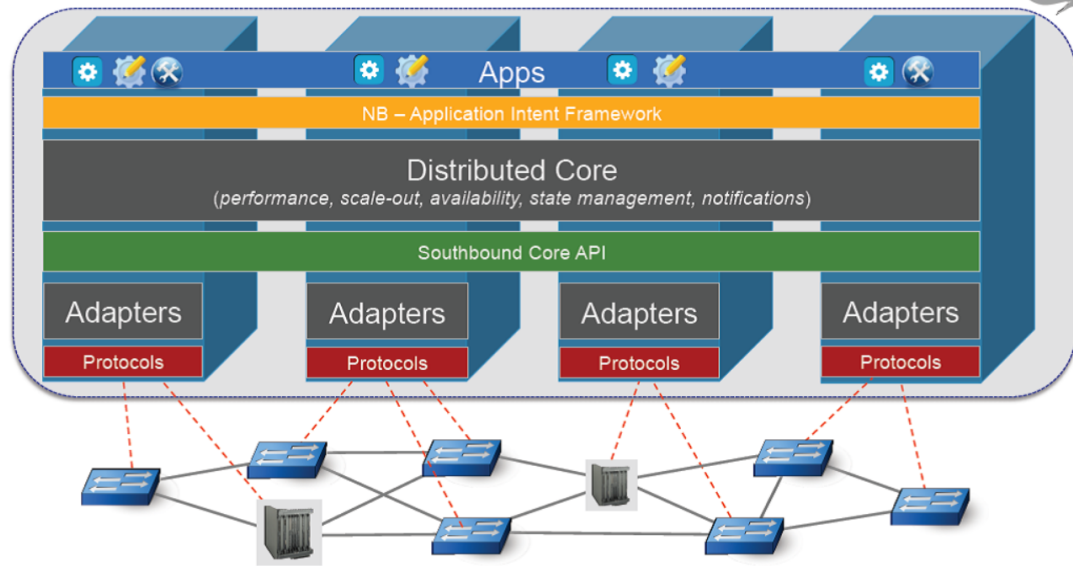 Apps
NB – Application Intent Framework
Distributed Core
(performance, scale-out, availability, state management, notifications)
Southbound Core API
Adapters
Adapters
Adapters
Adapters
Protocols
Protocols
Protocols
Protocols